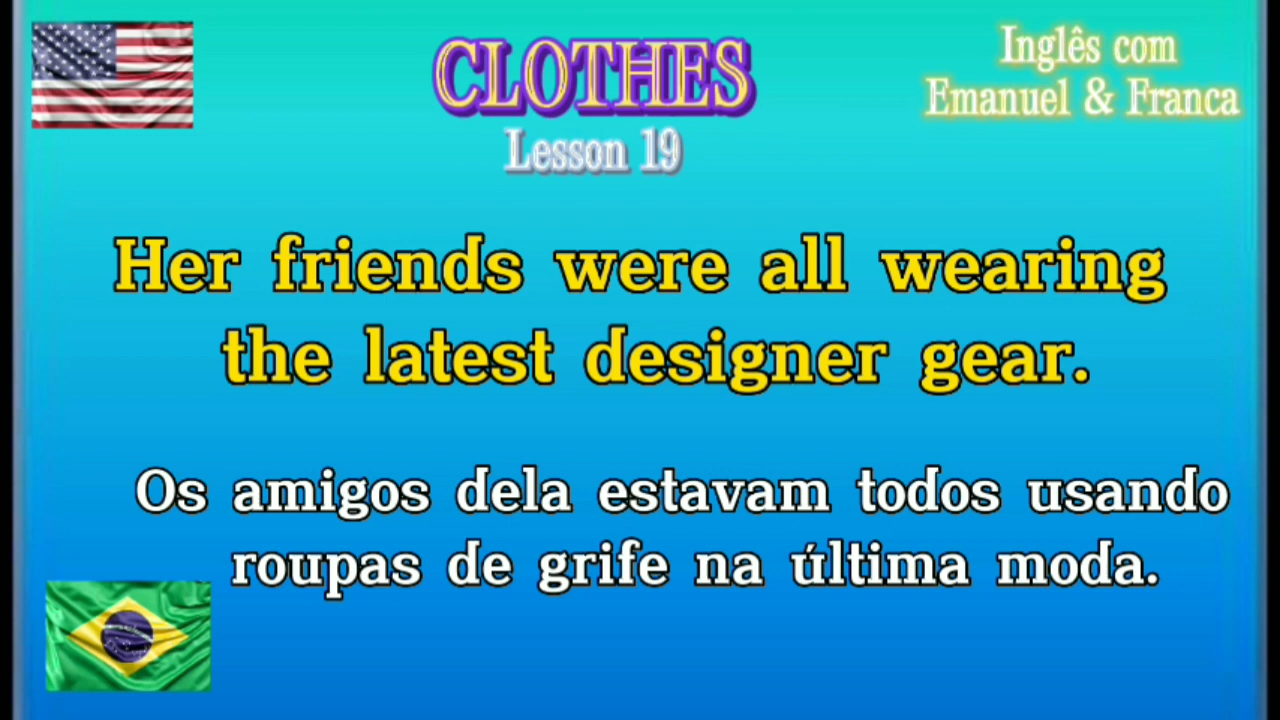 CLOTHES
Lesson 19
Inglês com
Emanuel & Franca
Her friends were all wearing
the latest designer gear.
Os amigos dela estavam todos usando
roupas de grife na última moda.